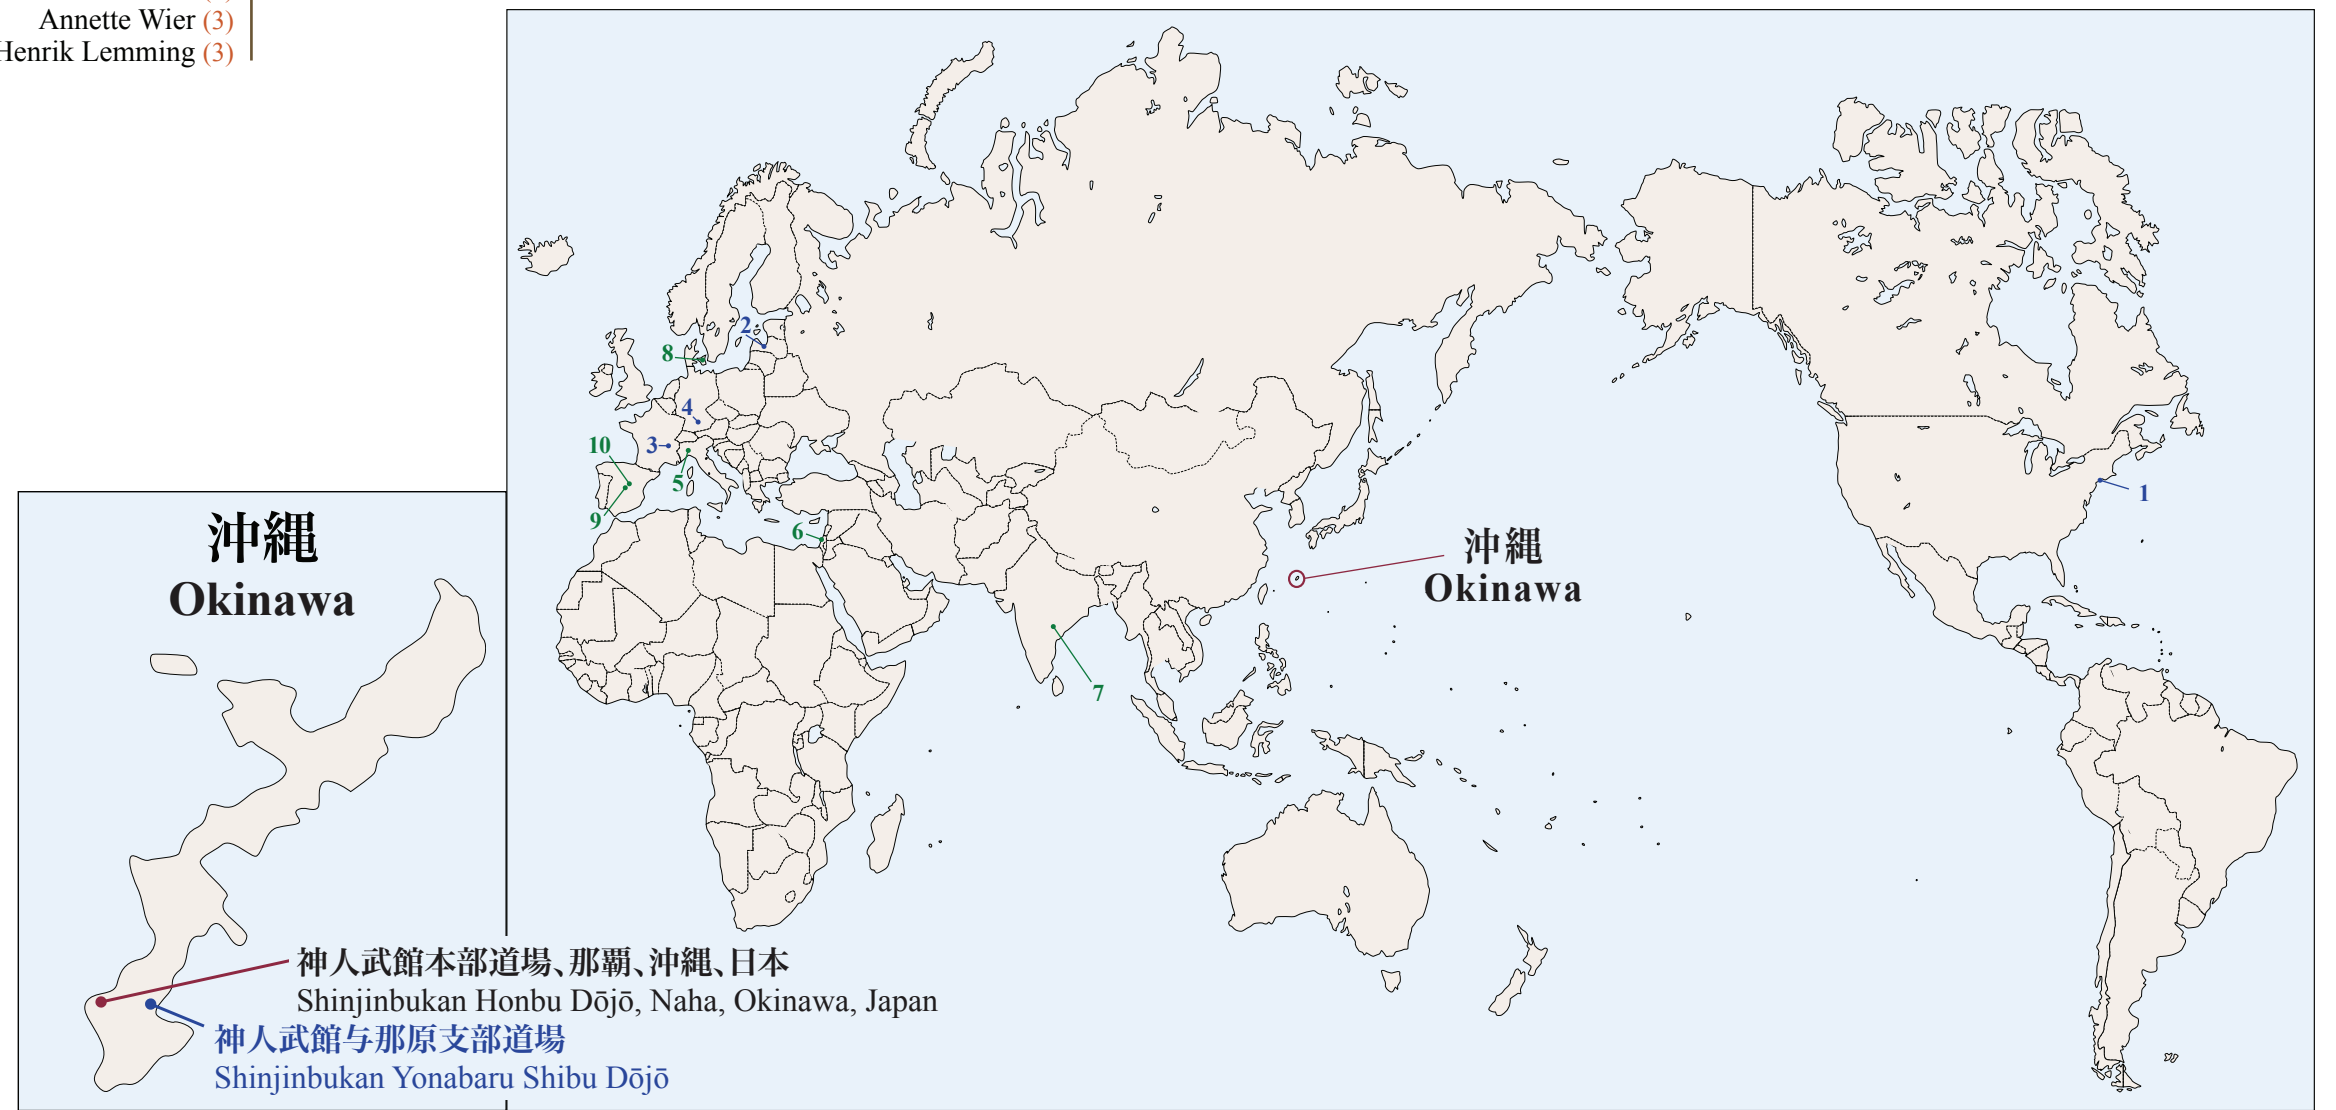 Annette Wier (3)
Henrik Lemming (3)
2
8
4
10
3
5
9
6
1
7
沖縄
Okinawa
沖縄
Okinawa
神人武館本部道場、那覇、沖縄、日本
Shinjinbukan Honbu Dōjō, Naha, Okinawa, Japan
神人武館与那原支部道場
Shinjinbukan Yonabaru Shibu Dōjō